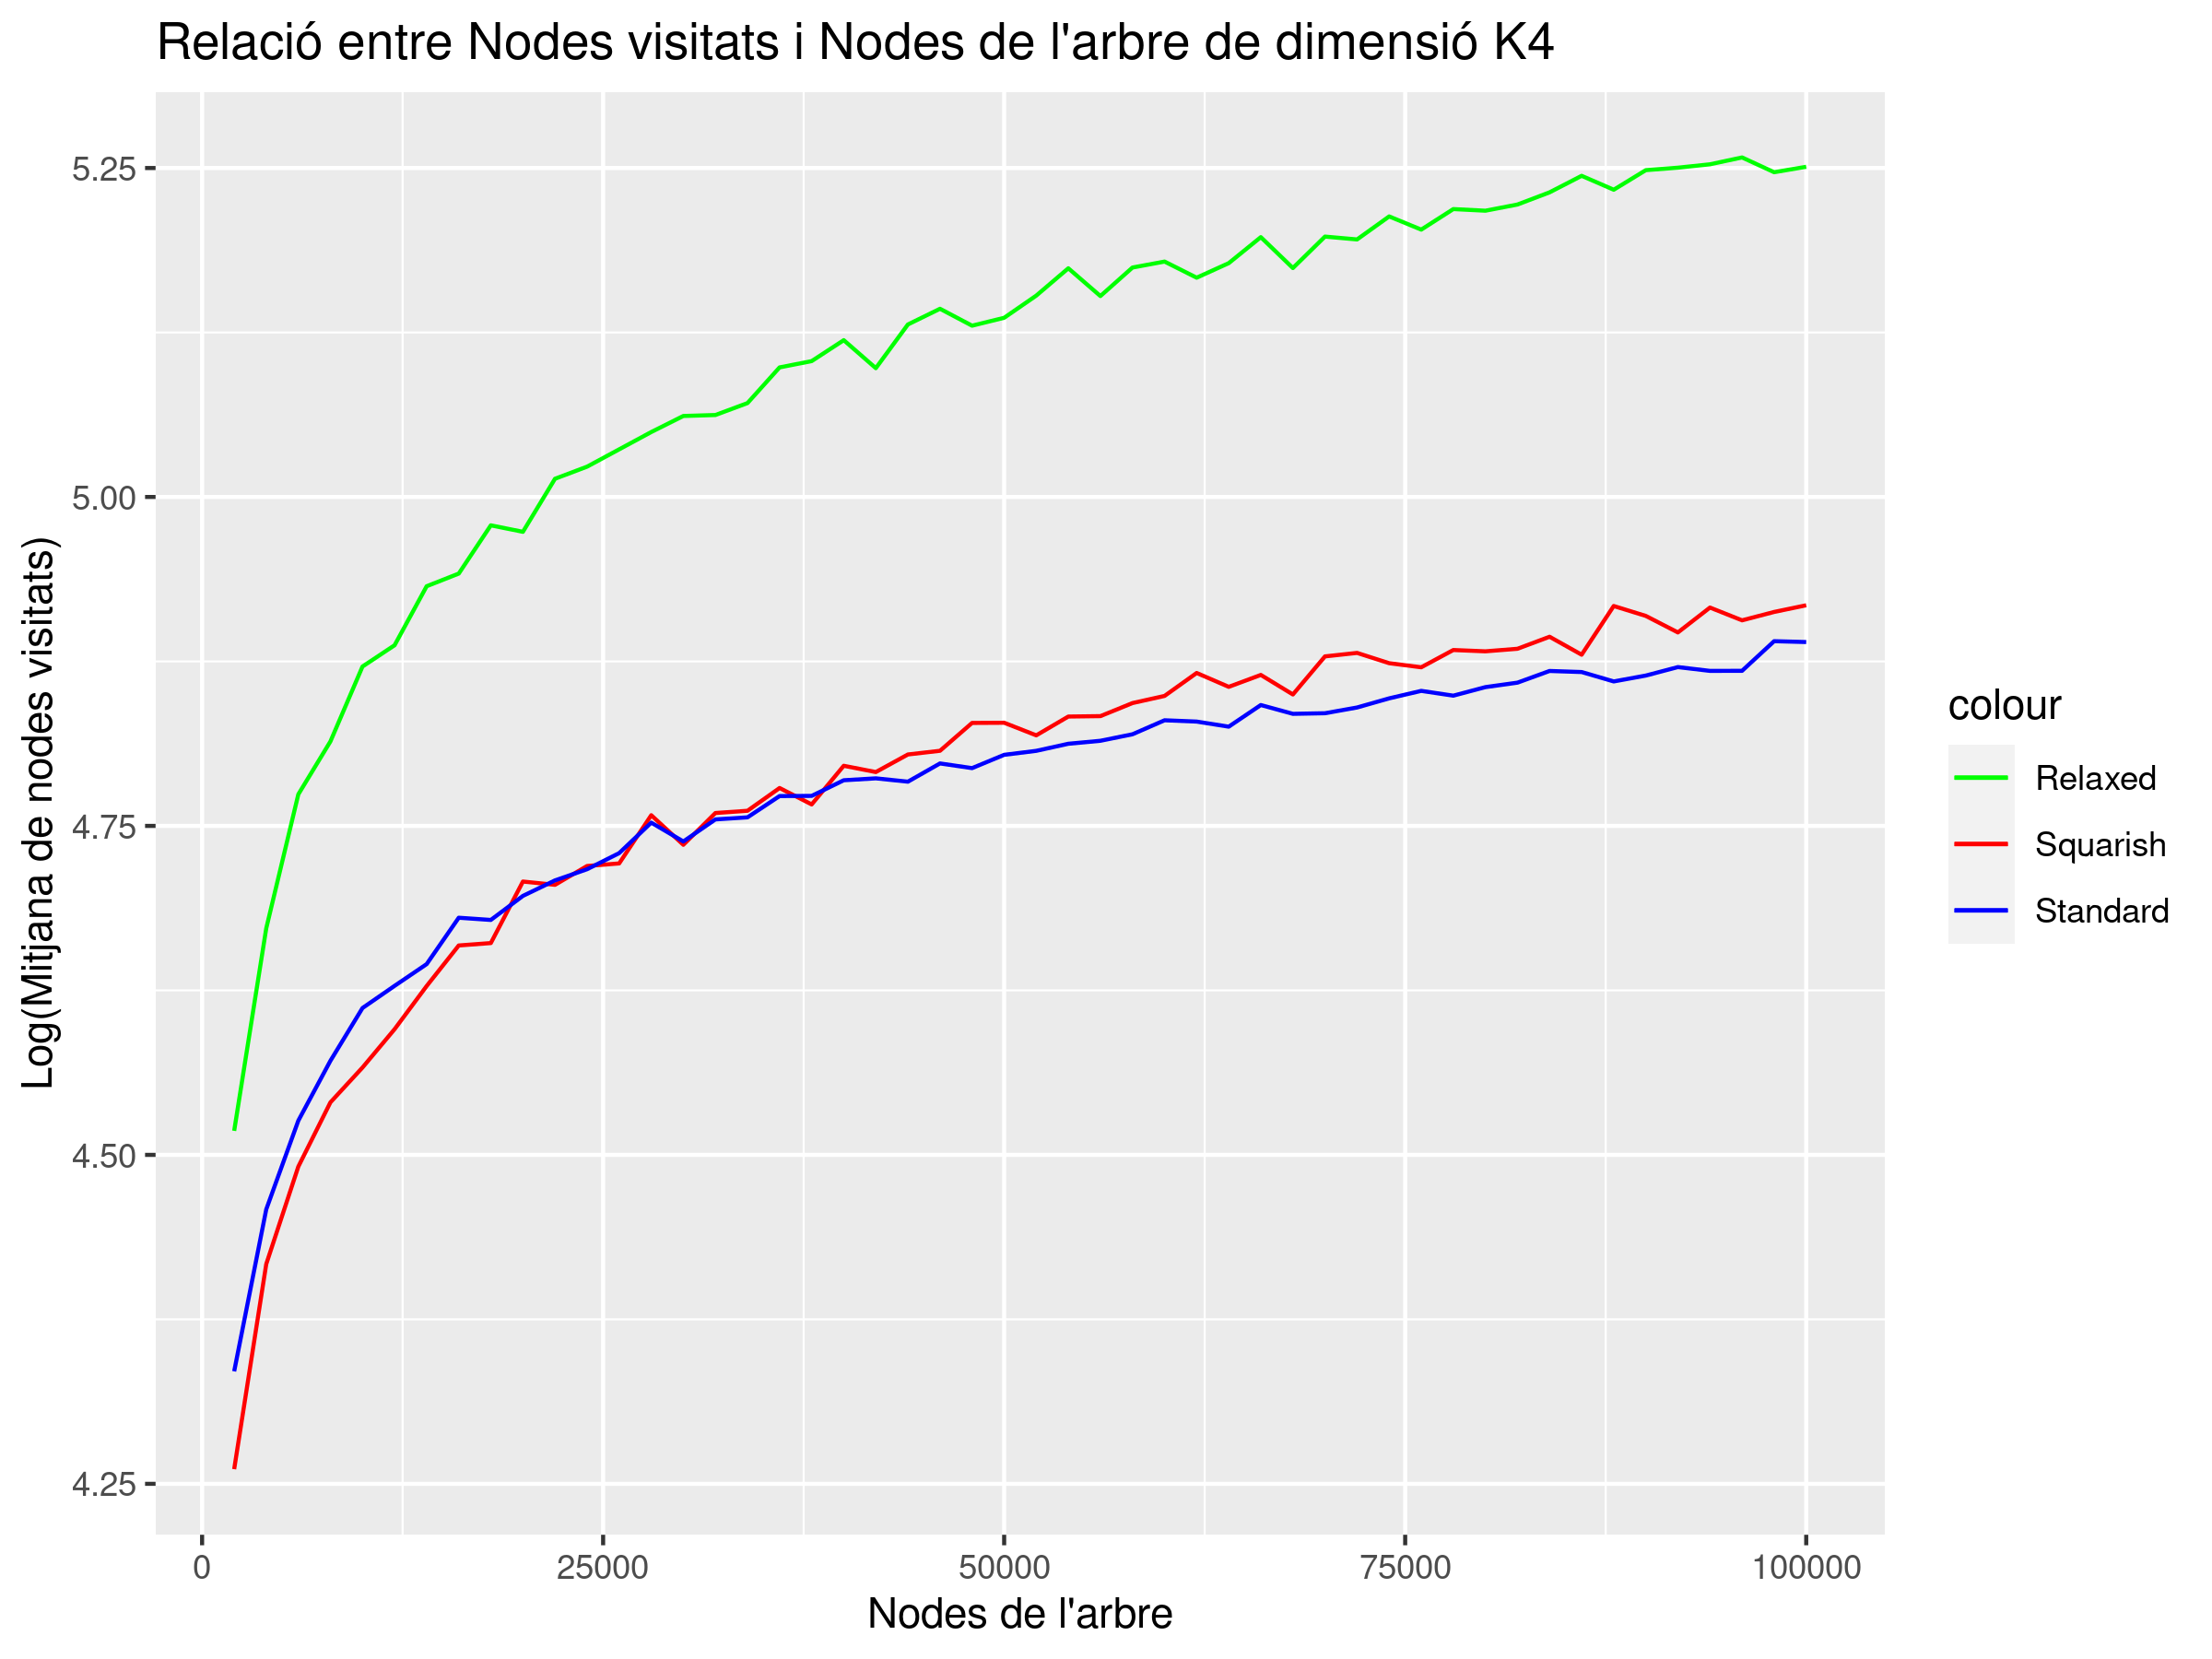 Relació entre Nodes visitats i Nodes de l'arbre de dimensió K4
Log(Mitjana de nodes visitats)
5.25
5.00
4.75
4.50
4.25
0
25000
50000
75000
100000
Nodes de l'arbre
colour
Relaxed
Squarish
Standard